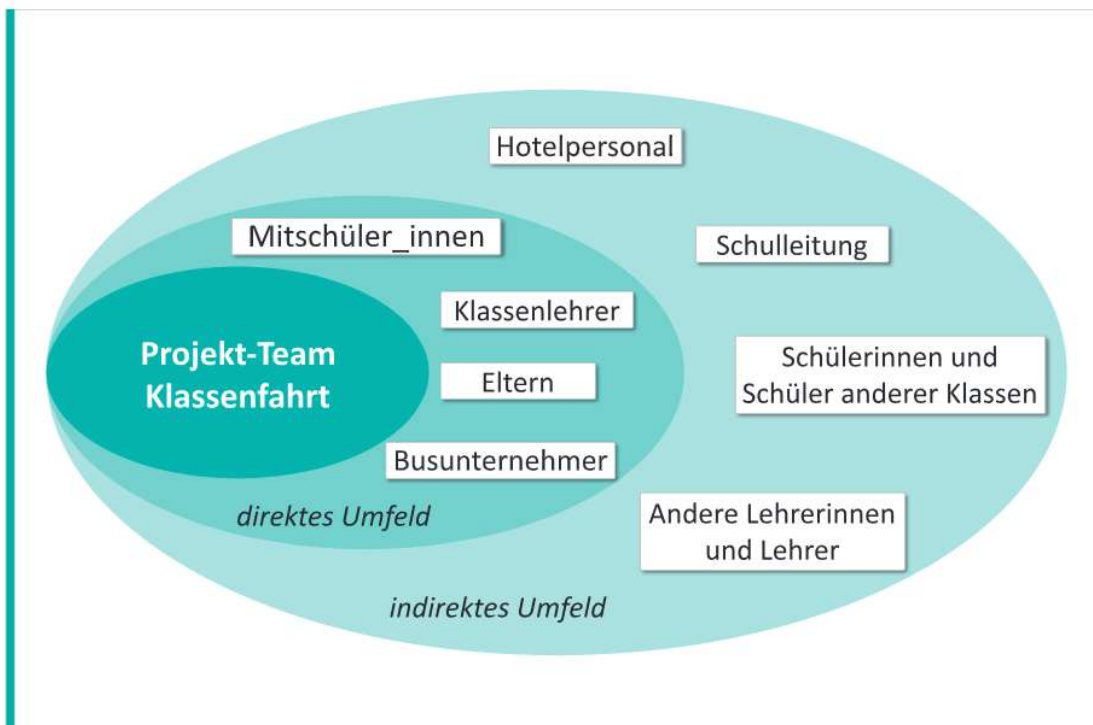 Hotelpersonal
Mitschüler_innen
Schulleitung
Klassenlehrer
Projekt-Team
Klassenfahrt
Eltern
Schülerinnen und
Schüler anderer Klassen
Busunternehmer
direktes Umfeld
Andere Lehrerinnen
und Lehrer
indirektes Umfeld